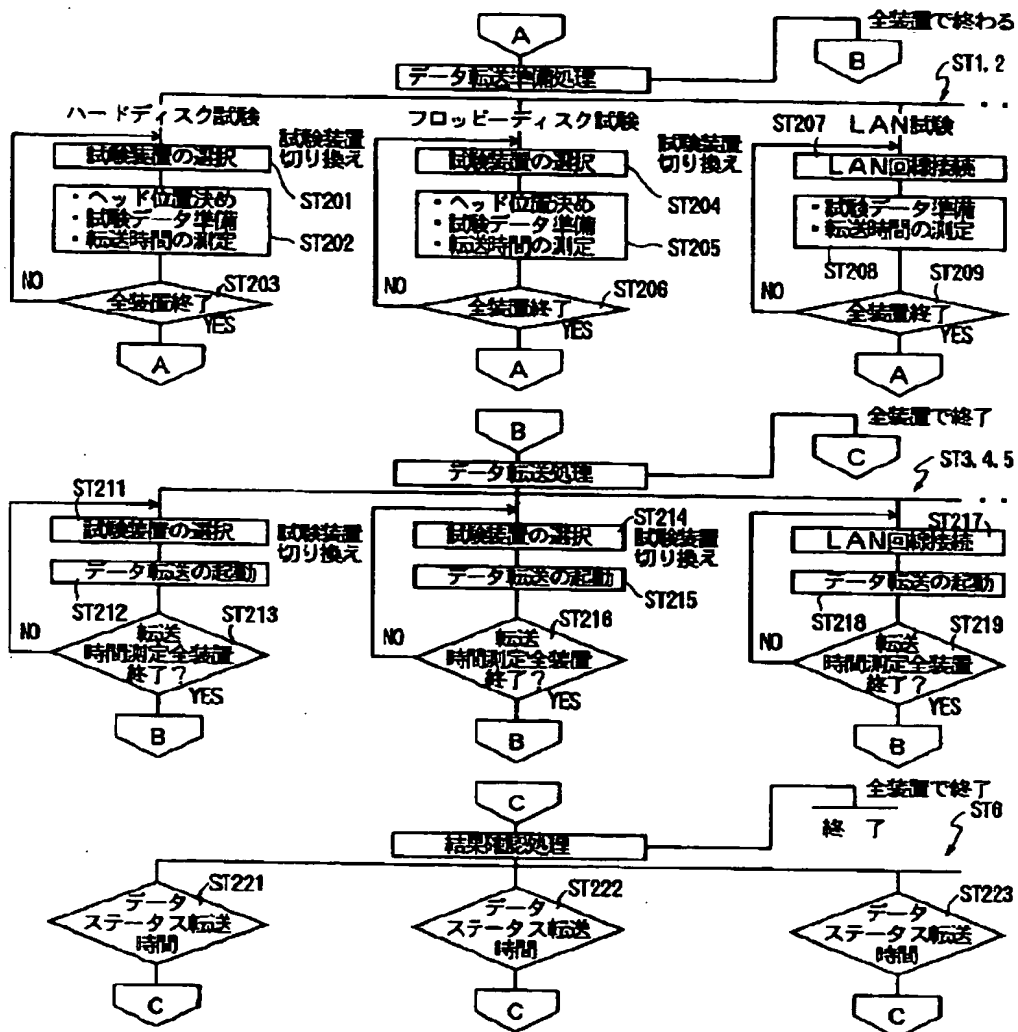 全装置で終わる
A
B
データ転送準備処理
ST1.2
ハードディスク試験
フロッピーディスク試験
ST207
LAN試験
試験装置の選択
試験装置
切り換え
試験装置の選択
試験装置
切り換え
LAN回線接続
ST201
ST204
・ヘッド位置決め
・試験データ準備
・転送時間の測定
ST202
・ヘッド位置決め
・試験データ準備
・転送時間の測定
ST205
・試験データ準備
・転送時間の測定
ST208
ST209
ST203
NO
全装置終了
YES
ST206
NO
全装置終了
YES
NO
全装置終了
YES
A
A
A
全装置で終了
B
C
データ転送処理
ST3.4.5
ST211
試験装置の選択
試験装置
切り換え
試験装置の選択
ST214
試験装置
切り換え
ST217
LAN回線接続
データ転送の起動
データ転送の起動
データ転送の起動
ST212
ST213
ST215
ST216
ST218
ST219
NO
転送
時間測定全装置
終了?
YES
NO
転送
時間測定全装置
終了?
YES
NO
転送
時間測定全装置
終了?
YES
B
B
B
全装置で終了
C
終了
結果確認処理
ST6
ST221
データ
ステータス転送
時間
ST222
データ
ステータス転送
時間
ST223
データ
ステータス転送
時間
C
C
C